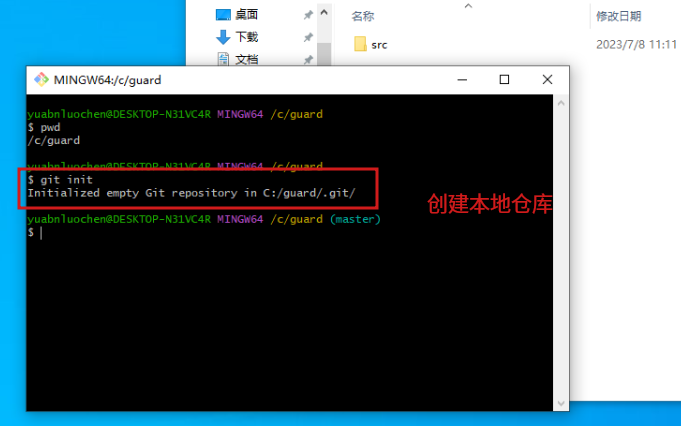 桌面
下载
文档
名称
修改日期
src
2023/7/8 11:11
MINGW64:/c/guard
yuabnluochen@DESKTOP-N31VC4R MINGW64 /c/guard
$ pwd
/c/guard
yuabnluochen@DESKTOP-N31VC4R MINGW64 /c/guard
$ git init
Initialized empty Git repository in C:/guard/.git/
创建本地仓库
yuabnluochen@DESKTOP-N31VC4R MINGW64 /c/guard (master)
$